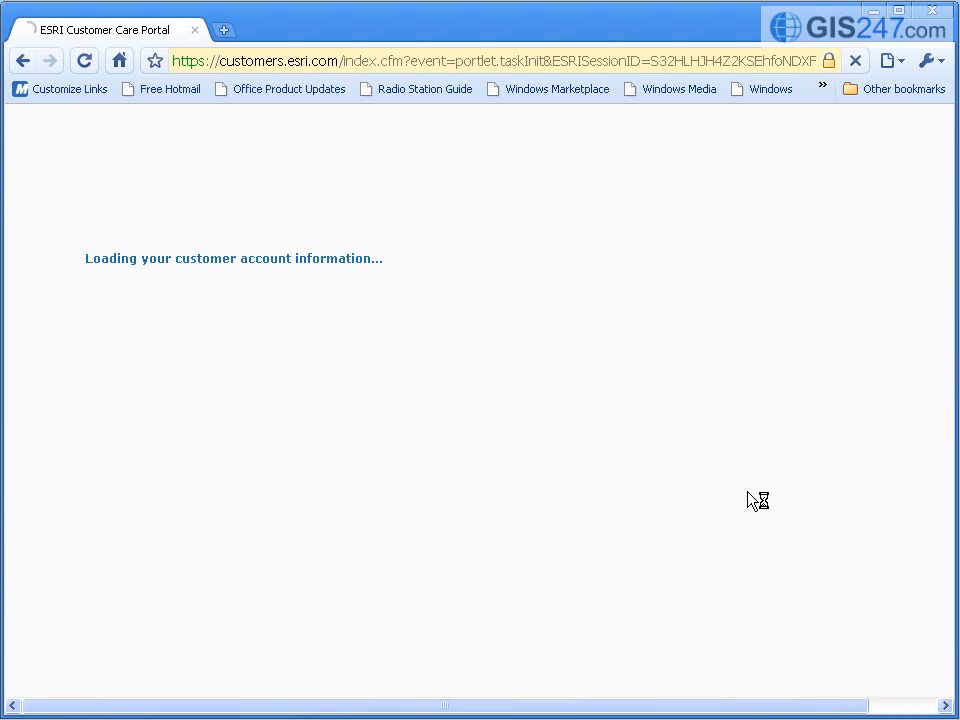 ESRI Customer Care Portal
GIS247.com
https://customers.esri.com/index.cfm?event=portlet.taskInit&ESRISessionID=S32HLHJH4Z2KSEhfoNDXF
Customize Links Free Hotmail Office Product Updates Radio Station Guide Windows Marketplace Windows Media Windows » Other bookmarks
Loading your customer account information...